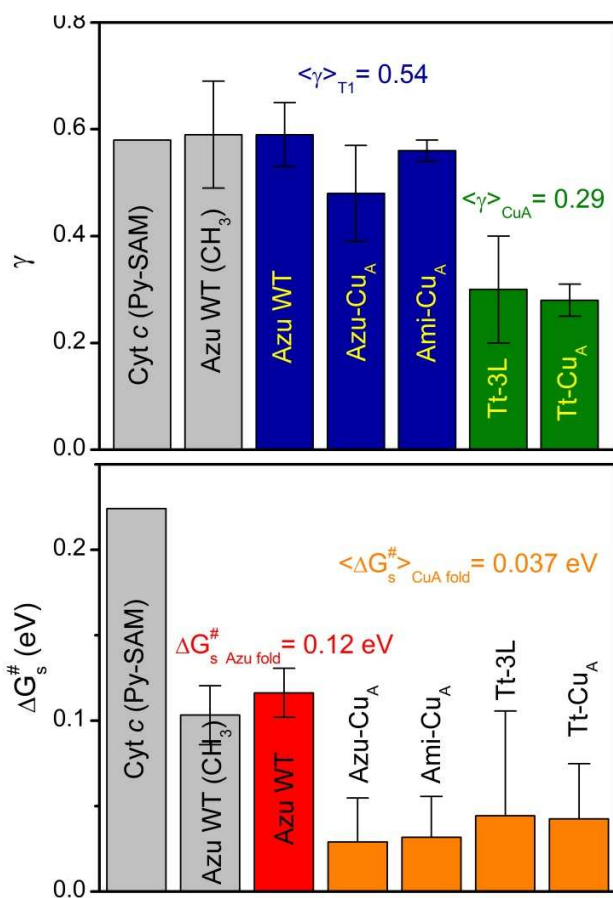 0.8
0.6
0.4
0.2
0.0
γ
<γ>T1 = 0.54
<γ>CuA = 0.29
Cyt c (Py-SAM)
Azu WT (CH3)
Azu WT
Azu-CuA
Ami-CuA
Tt-3L
Tt-CuA
0.2
0.1
0.0
ΔGs# (eV)
<ΔGs#>CuA fold = 0.037 eV
ΔGs# Azu fold = 0.12 eV
Cyt c (Py-SAM)
Azu WT (CH3)
Azu WT
Azu-CuA
Ami-CuA
Tt-3L
Tt-CuA